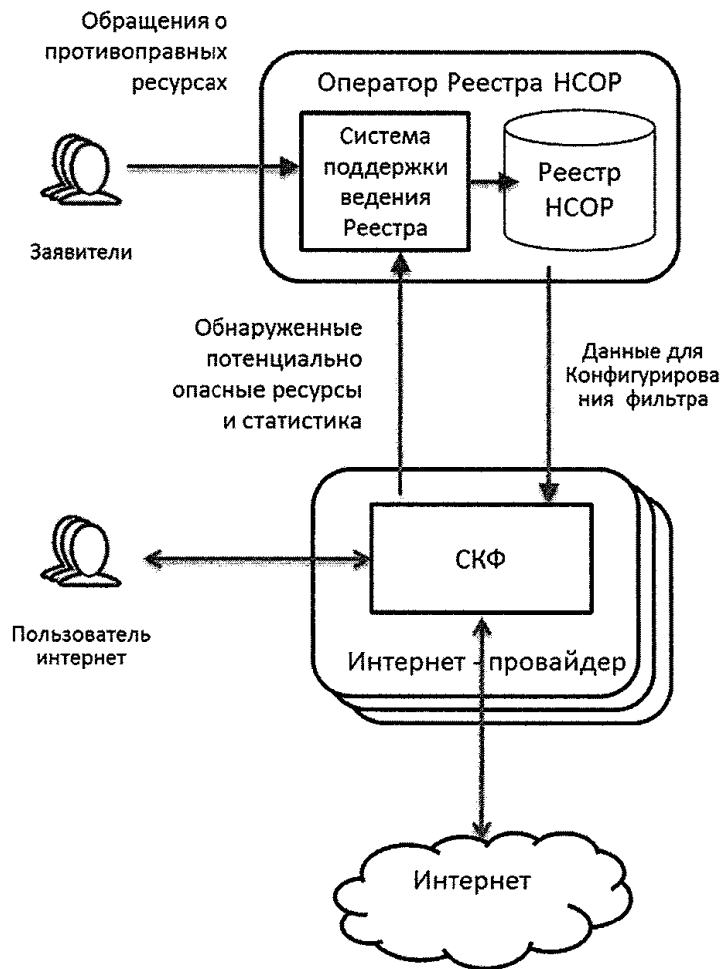 Обращения о
противоправных
ресурсах
Оператор Реестра НСОР
Система
поддержки
ведения
Реестра
Реестр
НСОР
Заявители
Обнаруженные
потенциально
опасные ресурсы
и статистика
Данные для
Конфигурирова
ния фильтра
СКФ
Пользователь
интернет
Интернет - провайдер
Интернет